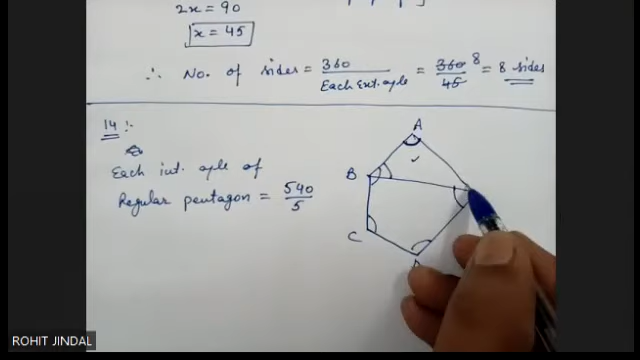 2x = 90
x = 45
∴ No. of sides = 360 / Each Ext. angle = 360 / 45 8 = 8 sides
14 :-
Each int. angle of
Regular pentagon = 540 / 5
A
B
C
ROHIT JINDAL